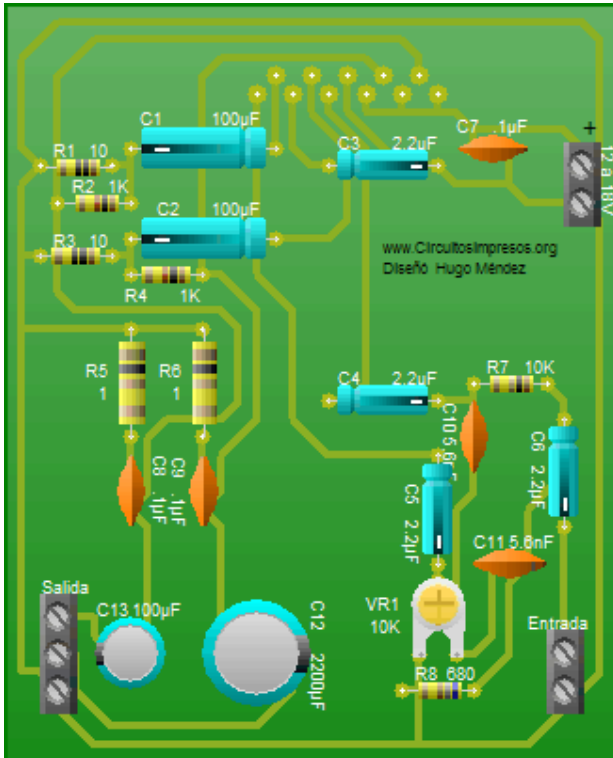 C1 100µF
R1 10
R2 1K
C2 100µF
R3 10
R4 1K
C3 2.2uF
C7 .1µF
+
12 a 18V
www.CircuitosImpresos.org
Diseñó Hugo Méndez
R5 1
R6 1
C4 2.2uF
R7 10K
C10 5.6nF
C6 2.2µF
C8 .1µF
C9 .1µF
C5 2.2µF
C11 5.6nF
Salida
C13 100µF
C12 2200µF
VR1
10K
Entrada
R8 680